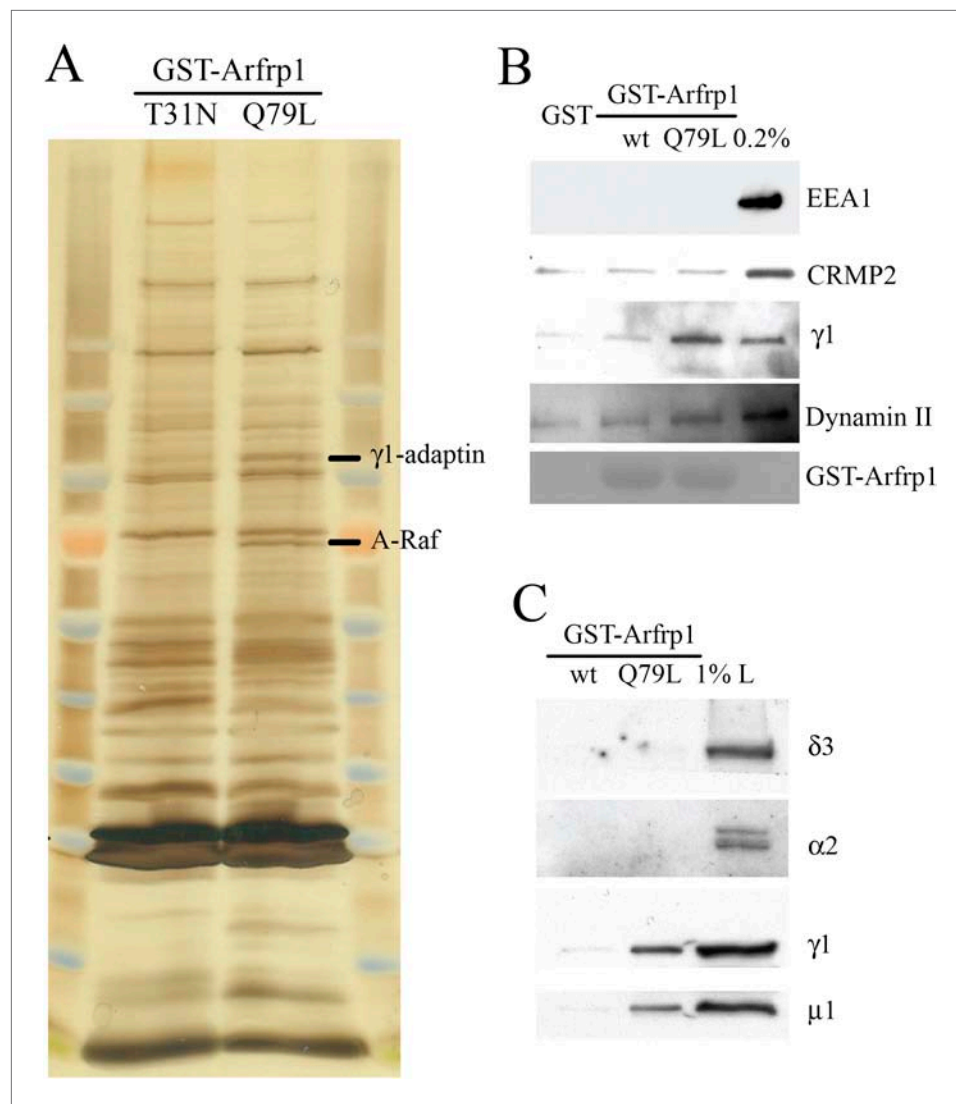 A
GST-Arfrp1
T31N Q79L
γ1-adaptin
A-Raf
B
GST GST-Arfrp1
wt Q79L 0.2%
EEA1
CRMP2
γ1
Dynamin II
GST-Arfrp1
C
GST-Arfrp1
wt Q79L 1% L
δ3
α2
γ1
μ1